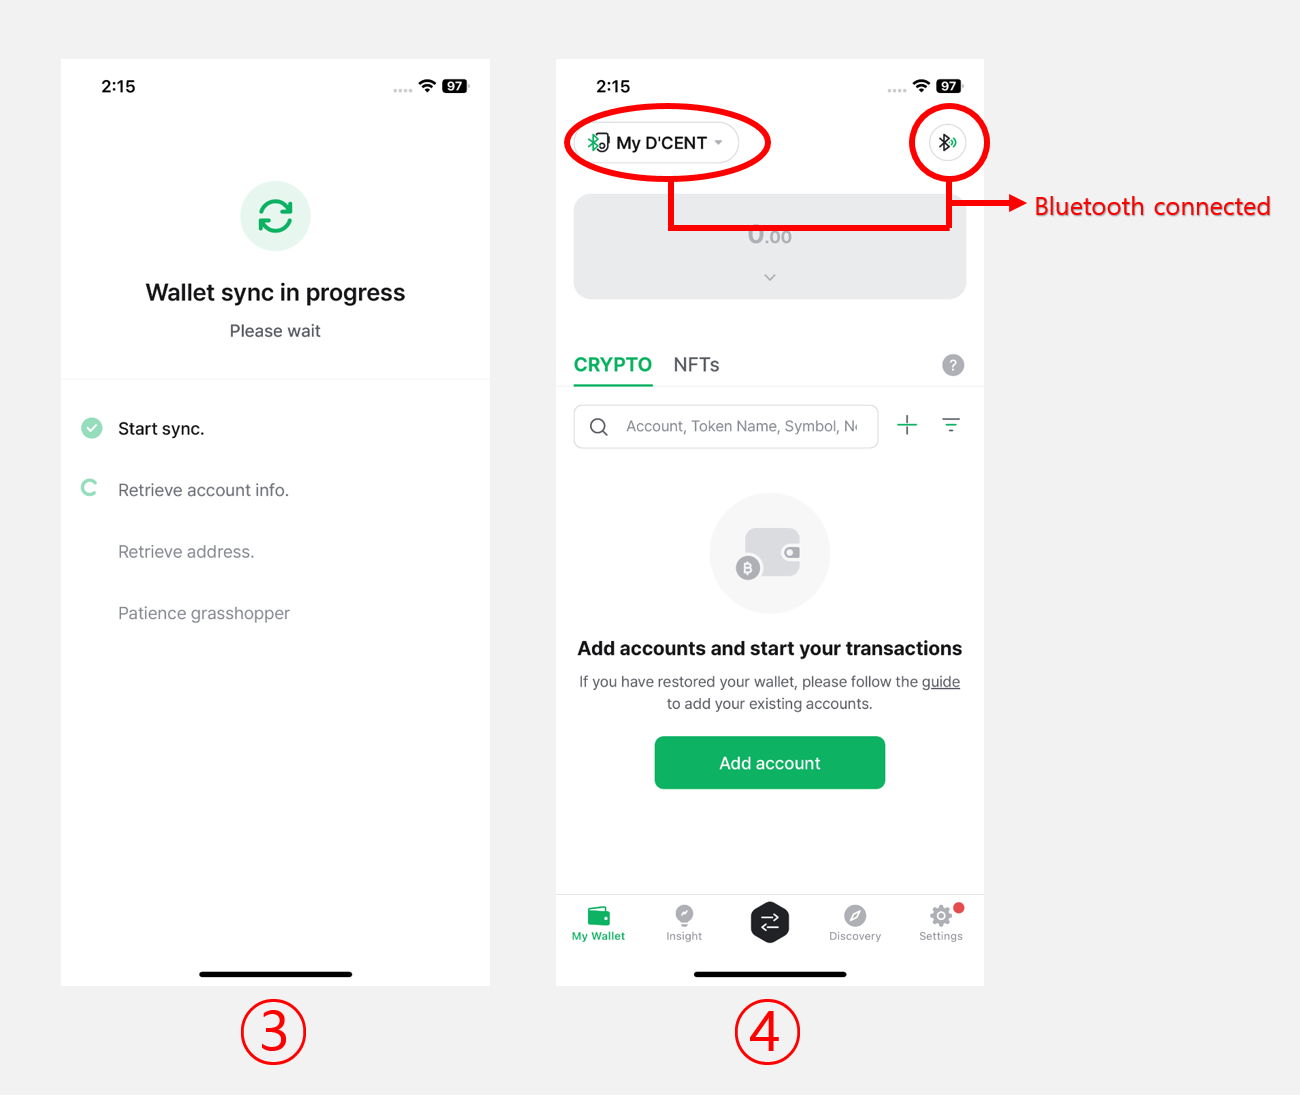 2:15
97
Wallet sync in progress
Please wait
Start sync.
Retrieve account info.
Retrieve address.
Patience grasshopper
③
2:15
97
My D'CENT
Bluetooth connected
0.00
CRYPTO NFTs
?
Account, Token Name, Symbol, N
Add accounts and start your transactions
If you have restored your wallet, please follow the guide
to add your existing accounts.
Add account
My Wallet Insight Discovery Settings
④